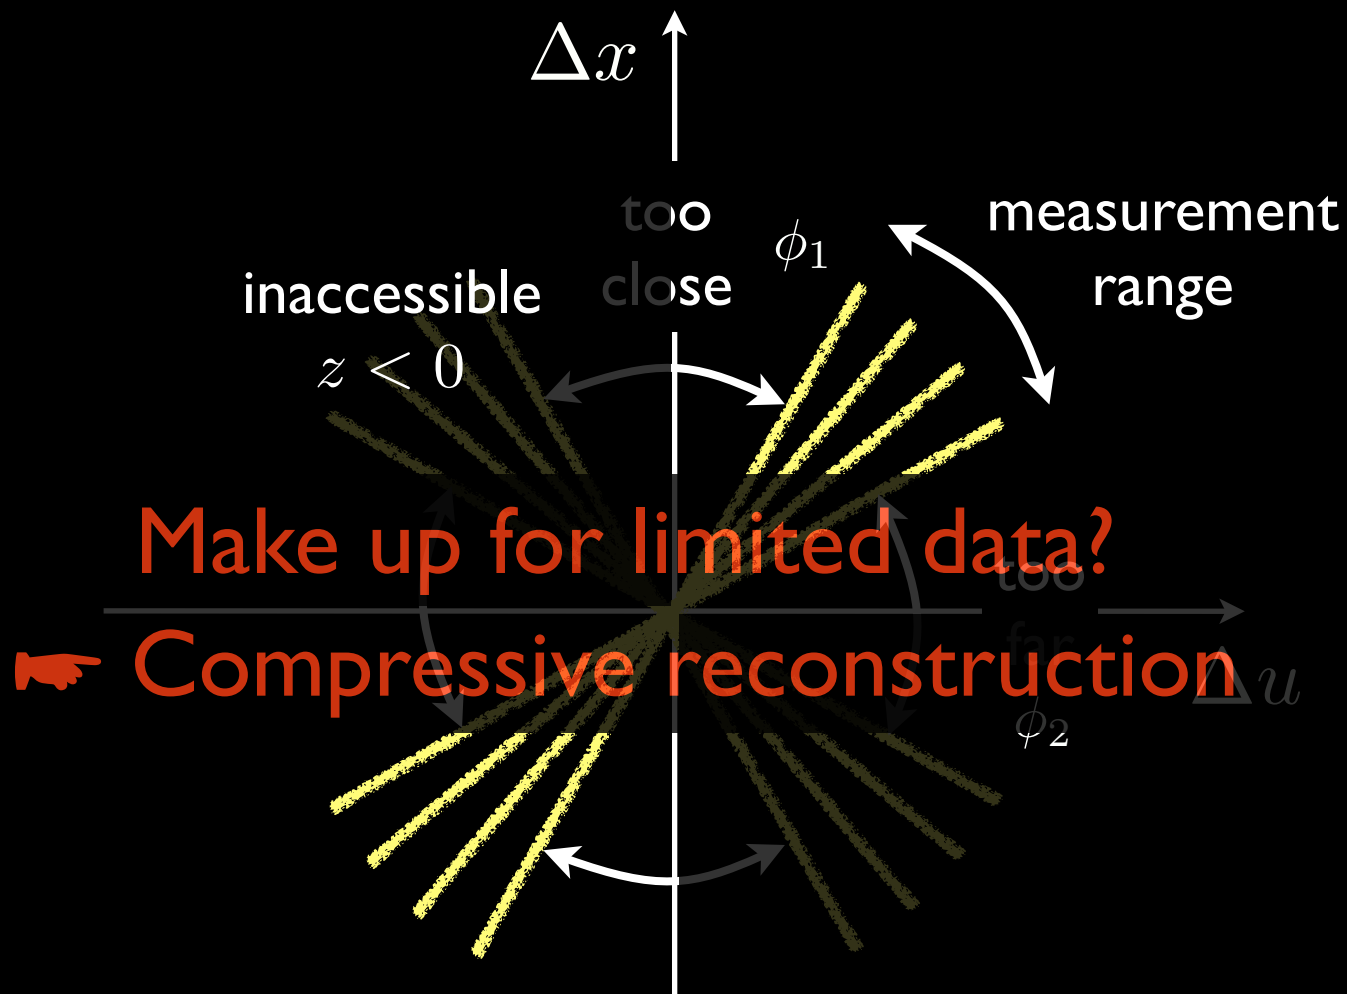 Δx
too
close
ϕ₁
measurement
range
inaccessible
z < 0
Make up for limited data?
too
far
☛ Compressive reconstruction
Δu
ϕ₂